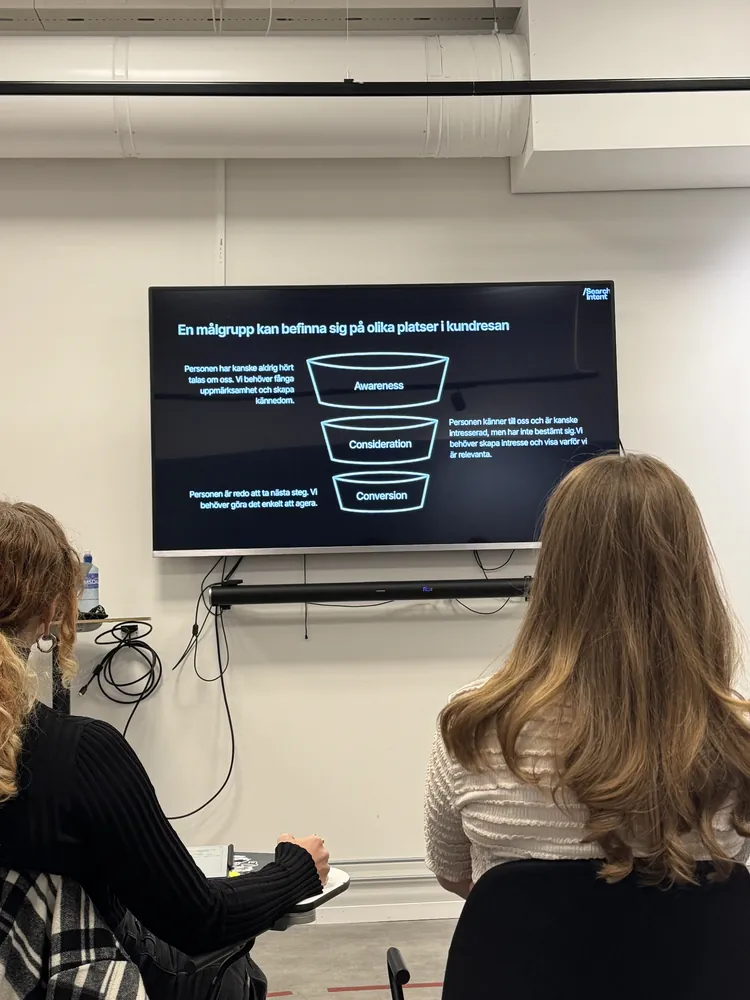 /Search
Intent
En målgrupp kan befinna sig på olika platser i kundresan
Personen har kanske aldrig hört
talas om oss. Vi behöver fånga
uppmärksamhet och skapa
kännedom.
Awareness
Personen känner till oss och är kanske
intresserad, men har inte bestämt sig.Vi
behöver skapa intresse och visa varför vi
är relevanta.
Consideration
Personen är redo att ta nästa steg. Vi
behöver göra det enkelt att agera.
Conversion